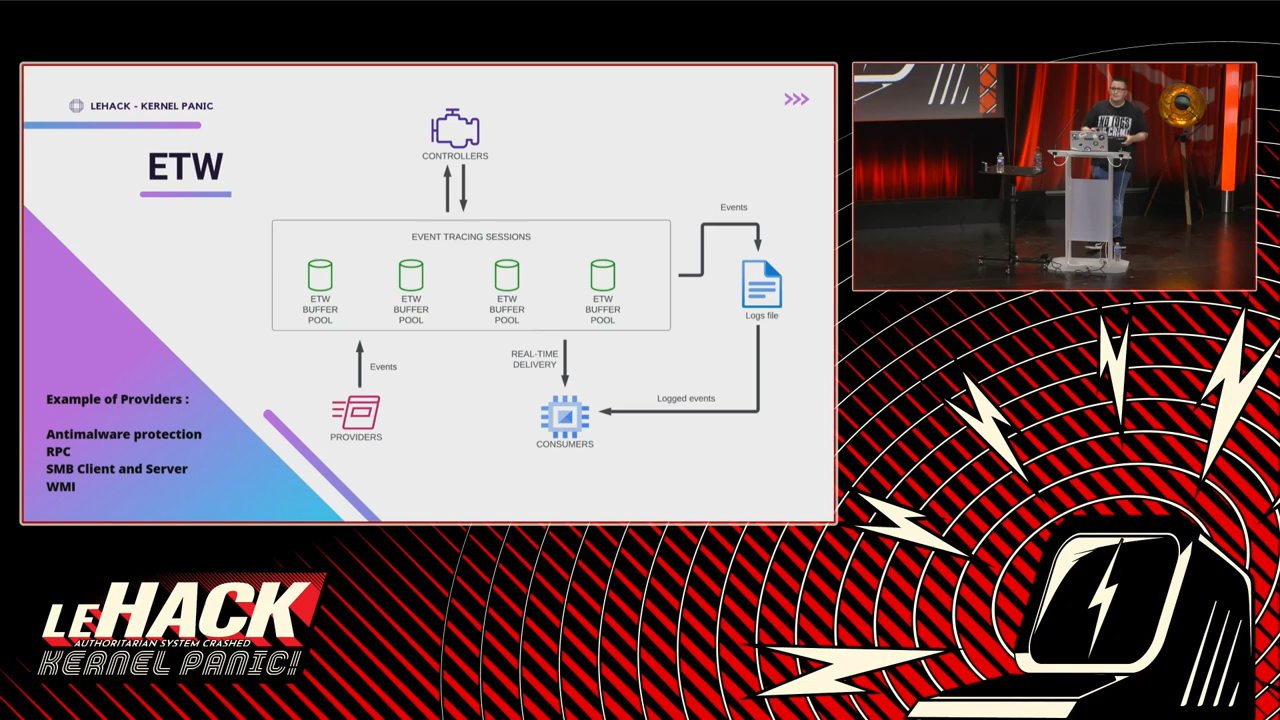 LEHACK - KERNEL PANIC
ETW
CONTROLLERS
EVENT TRACING SESSIONS
ETW
BUFFER
POOL
ETW
BUFFER
POOL
ETW
BUFFER
POOL
ETW
BUFFER
POOL
Events
Logs file
Events
REAL-TIME
DELIVERY
Logged events
PROVIDERS
CONSUMERS
Example of Providers :
Antimalware protection
RPC
SMB Client and Server
WMI
NO LOGS
LEHACK
AUTHORITARIAN SYSTEM CRASHED
KERNEL PANIC!